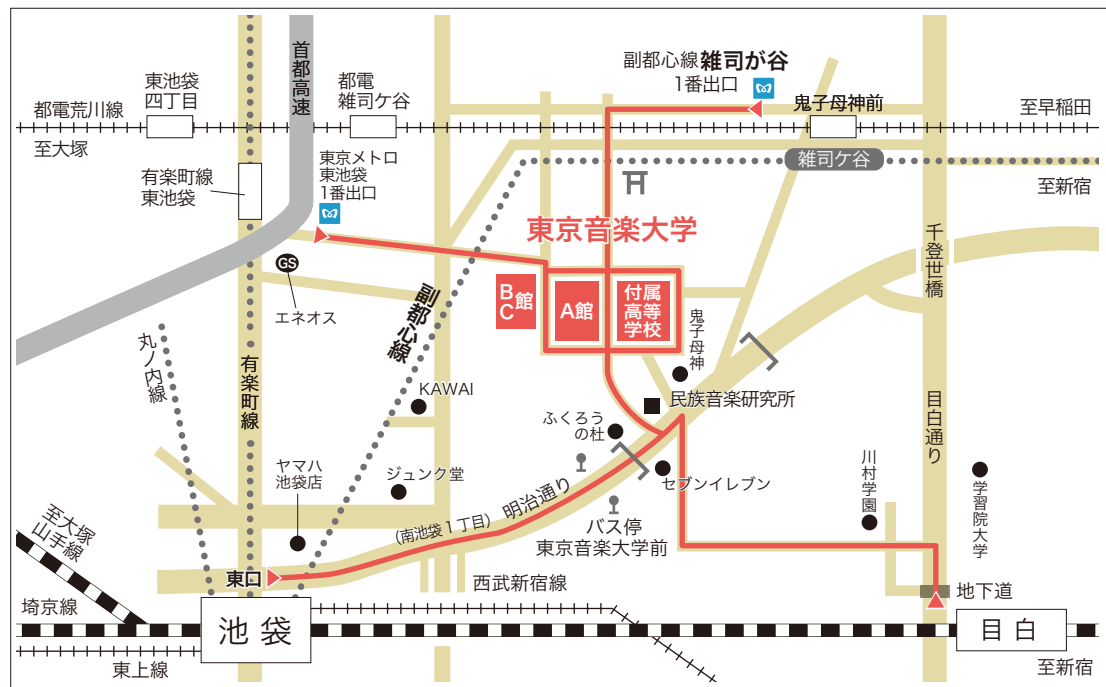 首都高速
副都心線雑司が谷
1番出口
東池袋
四丁目
都電
雑司ケ谷
都電荒川線
鬼子母神前
至早稲田
至大塚
東京メトロ
東池袋
1番出口
雑司ケ谷
有楽町線
東池袋
至新宿
東京音楽大学
千登世橋
GS
エネオス
B
C
館
A館
付属
高等
学校
副都心線
鬼子母神
丸ノ内線
有楽町線
KAWAI
民族音楽研究所
目白通り
ふくろう
の杜
ヤマハ
池袋店
ジュンク堂
セブンイレブン
川村学園
学習院大学
(南池袋1丁目)
明治通り
バス停
東京音楽大学前
至大塚
山手線
東口
西武新宿線
地下道
埼京線
池袋
目白
東上線
至新宿